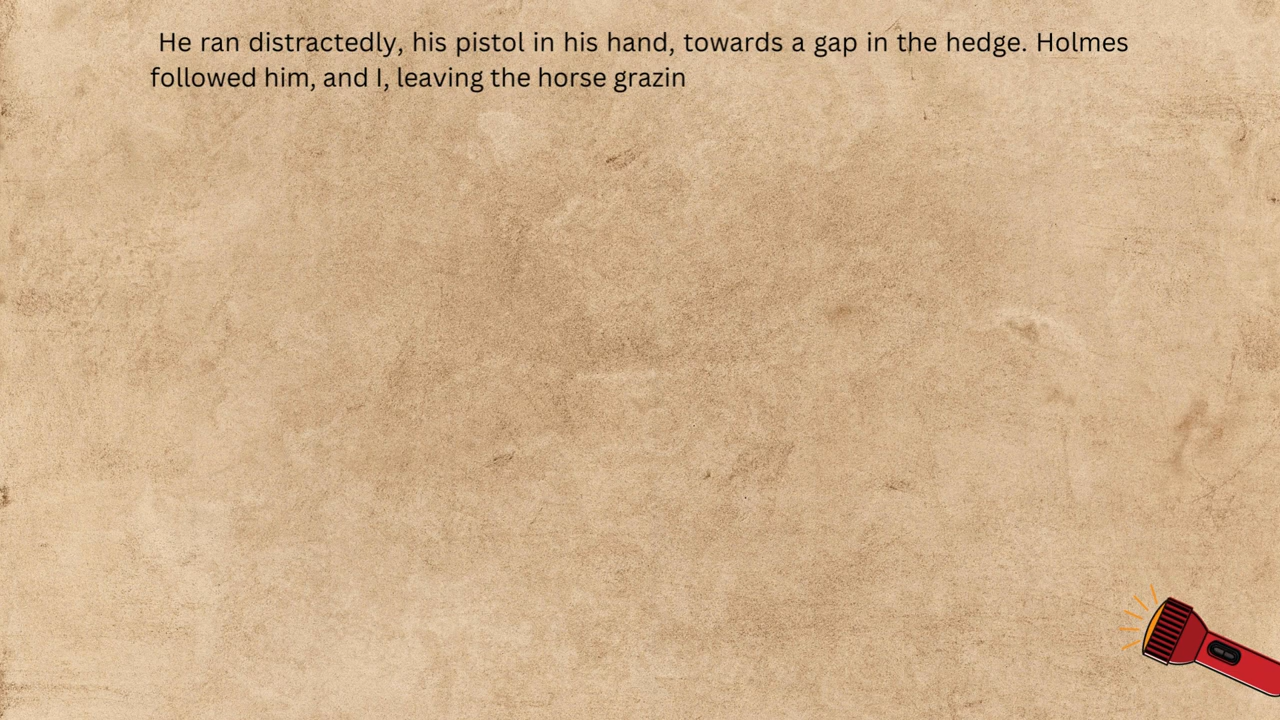 He ran distractedly, his pistol in his hand, towards a gap in the hedge. Holmes
followed him, and I, leaving the horse grazin